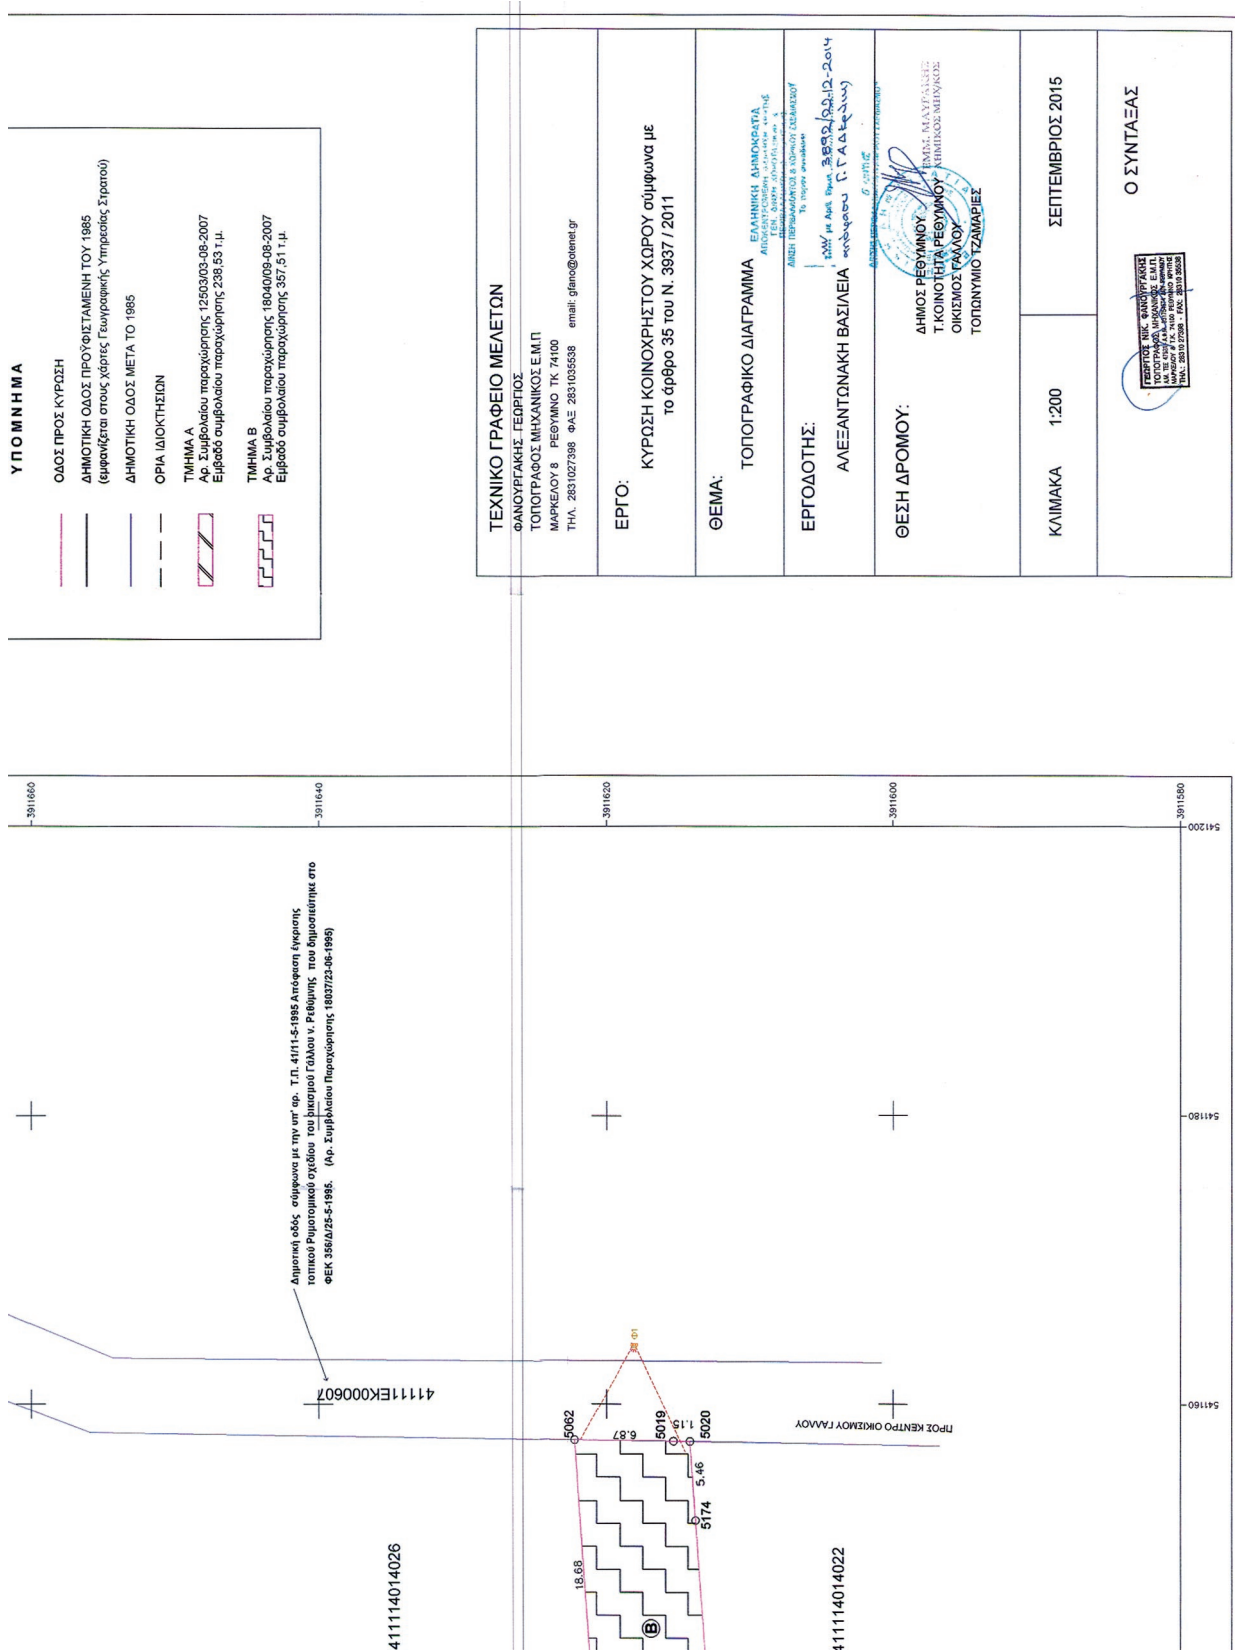 ΥΠΟΜΝΗΜΑ
ΟΔΟΣ ΠΡΟΣ ΚΥΡΩΣΗ
ΔΗΜΟΤΙΚΗ ΟΔΟΣ ΠΡΟΫΦΙΣΤΑΜΕΝΗ ΤΟΥ 1985
(εμφανίζεται στους χάρτες Γεωγραφικής Υπηρεσίας Στρατού)
ΔΗΜΟΤΙΚΗ ΟΔΟΣ ΜΕΤΑ ΤΟ 1985
ΟΡΙΑ ΙΔΙΟΚΤΗΣΙΩΝ
ΤΜΗΜΑ Α
Αρ. Συμβολαίου παραχώρησης 12503/03-08-2007
Εμβαδό συμβολαίου παραχώρησης 238,53 τ.μ.
ΤΜΗΜΑ Β
Αρ. Συμβολαίου παραχώρησης 18040/09-08-2007
Εμβαδό συμβολαίου παραχώρησης 357,51 τ.μ.
ΤΕΧΝΙΚΟ ΓΡΑΦΕΙΟ ΜΕΛΕΤΩΝ
ΦΑΝΟΥΡΓΑΚΗΣ ΓΕΩΡΓΙΟΣ
ΤΟΠΟΓΡΑΦΟΣ ΜΗΧΑΝΙΚΟΣ Ε.Μ.Π
ΜΑΡΚΕΛΟΥ 8 ΡΕΘΥΜΝΟ ΤΚ 74100
ΤΗΛ. 2831027398 ΦΑΞ 2831035538 email: gfano@otenet.gr
ΕΡΓΟ:
ΚΥΡΩΣΗ ΚΟΙΝΟΧΡΗΣΤΟΥ ΧΩΡΟΥ σύμφωνα με
το άρθρο 35 του Ν. 3937 / 2011
ΘΕΜΑ:
ΤΟΠΟΓΡΑΦΙΚΟ ΔΙΑΓΡΑΜΜΑ
ΕΛΛΗΝΙΚΗ ΔΗΜΟΚΡΑΤΙΑ
3892/22-12-2014
ΕΡΓΟΔΟΤΗΣ:
ΑΛΕΞΑΝΤΩΝΑΚΗ ΒΑΣΙΛΕΙΑ
ΘΕΣΗ ΔΡΟΜΟΥ:
ΔΗΜΟΣ ΡΕΘΥΜΝΟΥ
Τ.ΚΟΙΝΟΤΗΤΑ ΡΕΘΥΜΝΟΥ
ΟΙΚΙΣΜΟΣ ΓΑΛΛΟΥ
ΤΟΠΩΝΥΜΙΟ ΤΖΑΜΑΡΙΕΣ
ΕΜΜ. ΜΑΥΡΑΚΗΣ
ΚΛΙΜΑΚΑ 1:200
ΣΕΠΤΕΜΒΡΙΟΣ 2015
Ο ΣΥΝΤΑΞΑΣ
ΓΕΩΡΓΙΟΣ ΝΙΚ. ΦΑΝΟΥΡΓΑΚΗΣ
ΤΟΠΟΓΡΑΦΟΣ ΜΗΧΑΝΙΚΟΣ Ε.Μ.Π.
3911660
3911640
3911620
3911600
3911580
541200
541180
541160
Δημοτική οδός σύμφωνα με την υπ' αρ. Τ.Π. 41/11-5-1995 Απόφαση έγκρισης
τοπικού Ρυμοτομικού σχεδίου του οικισμού Γάλλου ν. Ρεθύμνης που δημοσιεύτηκε στο
ΦΕΚ 356/Δ/25-5-1995. (Αρ. Συμβολαίου Παραχώρησης 18037/23-06-1995)
41111ΕΚ000607
Φ1
5062
6.87
5019
1.15
5020
5.46
5174
18.68
Β
ΠΡΟΣ ΚΕΝΤΡΟ ΟΙΚΙΣΜΟΥ ΓΑΛΛΟΥ
411114014026
411114014022